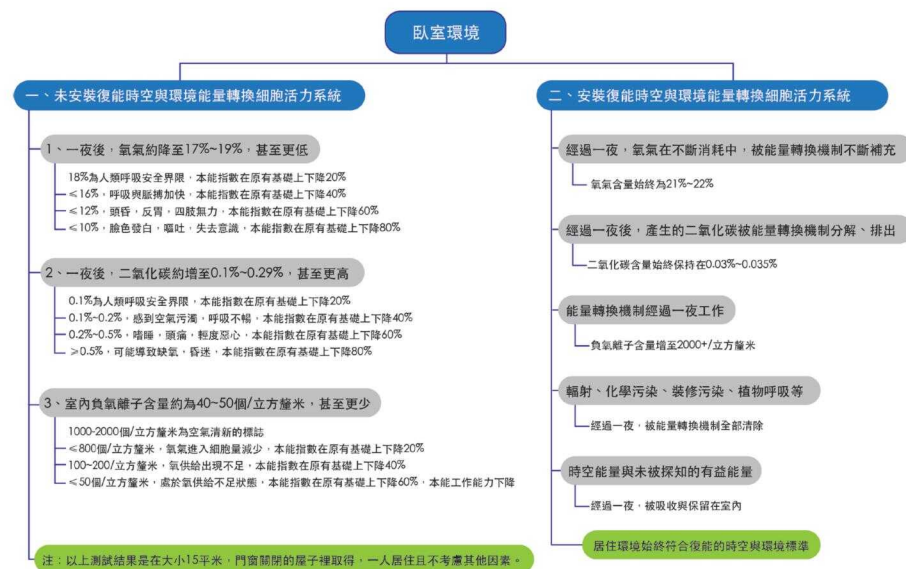 臥室環境
一、未安裝復能時空與環境能量轉換細胞活力系統
1、一夜後，氧氣約降至17%~19%，甚至更低
18%為人類呼吸安全界限，本能指數在原有基礎上下降20%
≤16%，呼吸與脈搏加快，本能指數在原有基礎上下降40%
≤12%，頭昏，反胃，四肢無力，本能指數在原有基礎上下降60%
≤10%，臉色發白，嘔吐，失去意識，本能指數在原有基礎上下降80%
2、一夜後，二氧化碳約增至0.1%~0.29%，甚至更高
0.1%為人類呼吸安全界限，本能指數在原有基礎上下降20%
0.1%~0.2%，感到空氣污濁，呼吸不暢，本能指數在原有基礎上下降40%
0.2%~0.5%，嗜睡，頭痛，輕度惡心，本能指數在原有基礎上下降60%
≥0.5%，可能導致缺氧，昏迷，本能指數在原有基礎上下降80%
3、室內負氧離子含量約為40~50個/立方釐米，甚至更少
1000-2000個/立方釐米為空氣清新的標誌
≤800個/立方釐米，氧氣進入細胞量減少，本能指數在原有基礎上下降20%
100~200/立方釐米，氧供給出現不足，本能指數在原有基礎上下降40%
≤50個/立方釐米，處於氧供給不足狀態，本能指數在原有基礎上下降60%，本能工作能力下降
注：以上測試結果是在大小15平米，門窗關閉的屋子裡取得，一人居住且不考慮其他因素。
二、安裝復能時空與環境能量轉換細胞活力系統
經過一夜，氧氣在不斷消耗中，被能量轉換機制不斷補充
氧氣含量始終為21%~22%
經過一夜後，產生的二氧化碳被能量轉換機制分解、排出
二氧化碳含量始終保持在0.03%~0.035%
能量轉換機制經過一夜工作
負氧離子含量增至2000+/立方釐米
輻射、化學污染、裝修污染、植物呼吸等
經過一夜，被能量轉換機制全部清除
時空能量與未被探知的有益能量
經過一夜，被吸收與保留在室內
居住環境始終符合復能的時空與環境標準